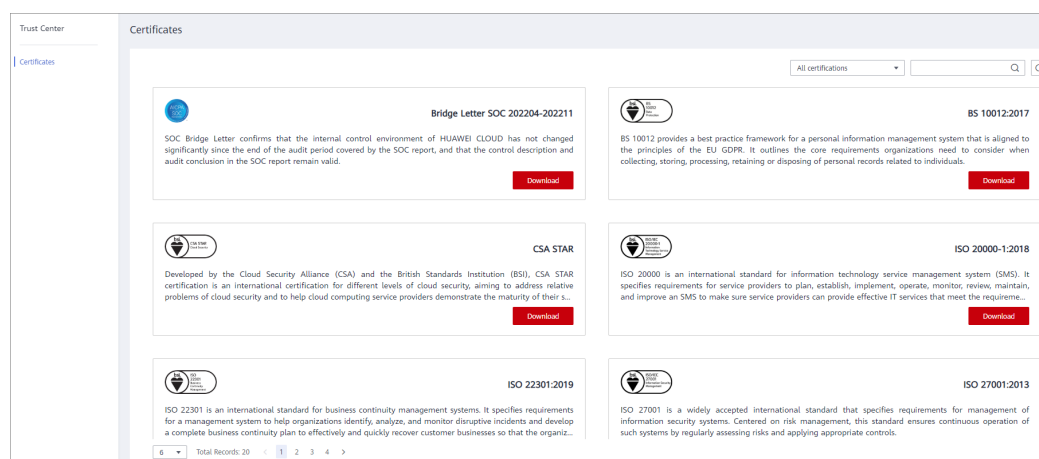 Trust Center
Certificates
Certificates
All certifications
Bridge Letter SOC 202204-202211
SOC Bridge Letter confirms that the internal control environment of HUAWEI CLOUD has not changed
significantly since the end of the audit period covered by the SOC report, and that the control description and
audit conclusion in the SOC report remain valid.
Download
BS 10012:2017
BS 10012 provides a best practice framework for a personal information management system that is aligned to
the principles of the EU GDPR. It outlines the core requirements organizations need to consider when
collecting, storing, processing, retaining or disposing of personal records related to individuals.
Download
CSA STAR
Developed by the Cloud Security Alliance (CSA) and the British Standards Institution (BSI), CSA STAR
certification is an international certification for different levels of cloud security, aiming to address relative
problems of cloud security and to help cloud computing service providers demonstrate the maturity of their s...
Download
ISO 20000-1:2018
ISO 20000 is an international standard for information technology service management system (SMS). It
specifies requirements for service providers to plan, establish, implement, operate, monitor, review, maintain,
and improve an SMS to make sure service providers can provide effective IT services that meet the requireme...
Download
ISO 22301:2019
ISO 22301 is an international standard for business continuity management systems. It specifies requirements
for a management system to help organizations identify, analyze, and monitor disruptive incidents and develop
a complete business continuity plan to effectively and quickly recover customer businesses so that the organiz...
ISO 27001:2013
ISO 27001 is a widely accepted international standard that specifies requirements for management of
information security systems. Centered on risk management, this standard ensures continuous operation of
such systems by regularly assessing risks and applying appropriate controls.
6 Total Records: 20 < 1 2 3 4 >